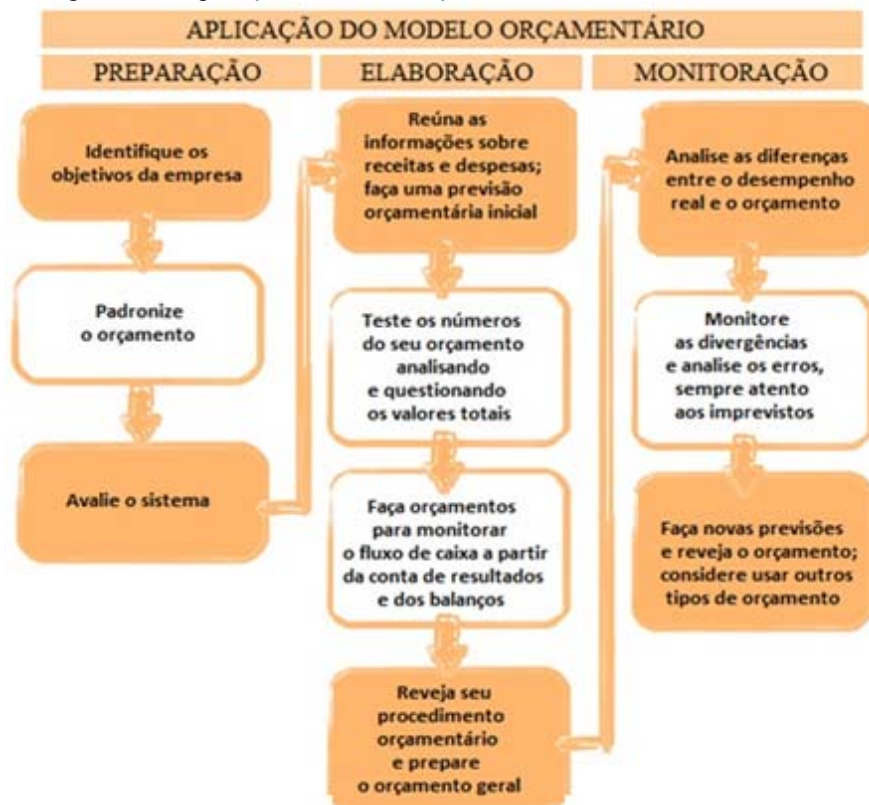 APLICAÇÃO DO MODELO ORÇAMENTÁRIO
PREPARAÇÃO
ELABORAÇÃO
MONITORAÇÃO
Identifique os
objetivos da empresa
Padronize
o orçamento
Avalie o sistema
Reúna as
informações sobre
receitas e despesas;
faça uma previsão
orçamentária inicial
Teste os números
do seu orçamento
analisando
e questionando
os valores totais
Faça orçamentos
para monitorar
o fluxo de caixa a partir
da conta de resultados
e dos balanços
Reveja seu
procedimento
orçamentário
e prepare
o orçamento geral
Analise as diferenças
entre o desempenho
real e o orçamento
Monitore
as divergências
e analise os erros,
sempre atento
aos imprevistos
Faça novas previsões
e reveja o orçamento;
considere usar outros
tipos de orçamento